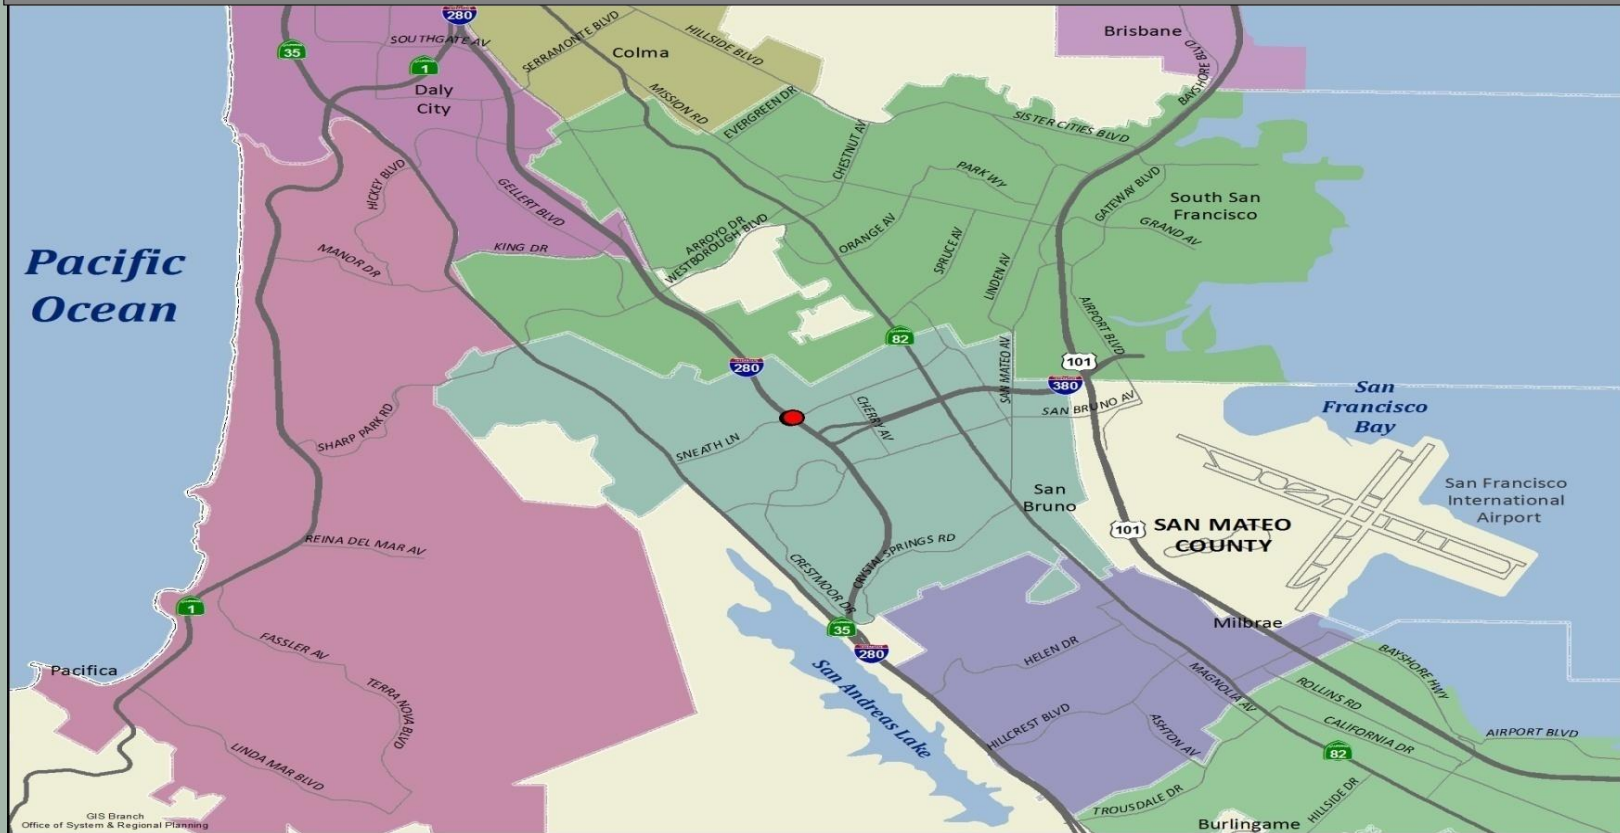 280
35
SOUTHGATE AV
1
Daly
City
SERRAMONTE BLVD
Colma
HILLSIDE BLVD
MISSION RD
EVERGREEN DR
CHESTNUT AV
Brisbane
BAYSHORE BLVD
SISTER CITIES BLVD
PARK WY
GATEWAY BLVD
South San
Francisco
GRAND AV
HICKEY BLVD
GELLERT BLVD
KING DR
MANOR DR
ARROYO DR
WESTBOROUGH BLVD
ORANGE AV
SPRUCE AV
LINDEN AV
AIRPORT BLVD
Pacific
Ocean
82
280
101
380
SAN MATEO AV
SAN BRUNO AV
CHERRY AV
SNEATH LN
SHARP PARK RD
San
Francisco
Bay
San Francisco
International
Airport
San
Bruno
101
SAN MATEO
COUNTY
REINA DEL MAR AV
CRYSTAL SPRINGS RD
CRESTMOOR DR
1
35
280
Milbrae
FASSLER AV
Pacifica
TERRA NOVA BLVD
LINDA MAR BLVD
San Andreas Lake
HELEN DR
HILLCREST BLVD
MAGNOLIA AV
ASHTON AV
BAYSHORE HWY
ROLLINS RD
CALIFORNIA DR
AIRPORT BLVD
82
TROUSDALE DR
HILLSIDE DR
Burlingame
GIS Branch
Office of System & Regional Planning